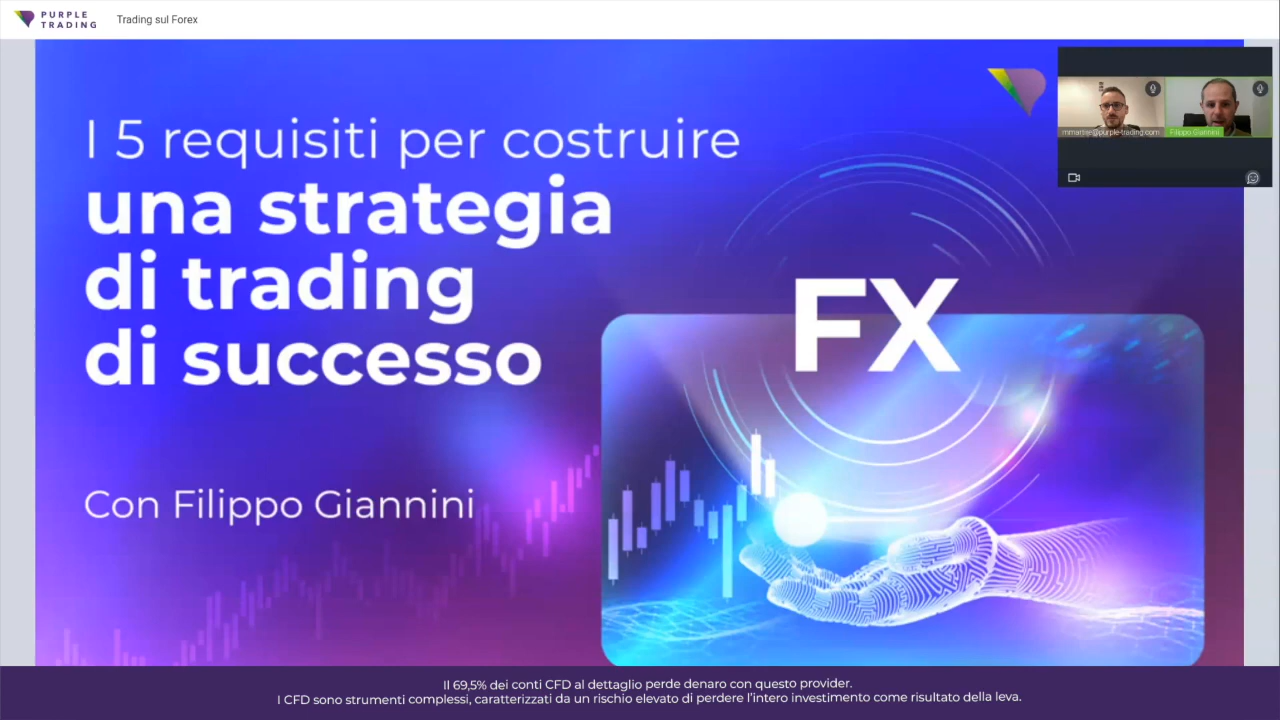 PURPLE
TRADING
Trading sul Forex
I 5 requisiti per costruire
una strategia
di trading
di successo
Con Filippo Giannini
FX
Filippo Giannini
Il 69,5% dei conti CFD al dettaglio perde denaro con questo provider.
I CFD sono strumenti complessi, caratterizzati da un rischio elevato di perdere l'intero investimento come risultato della leva.